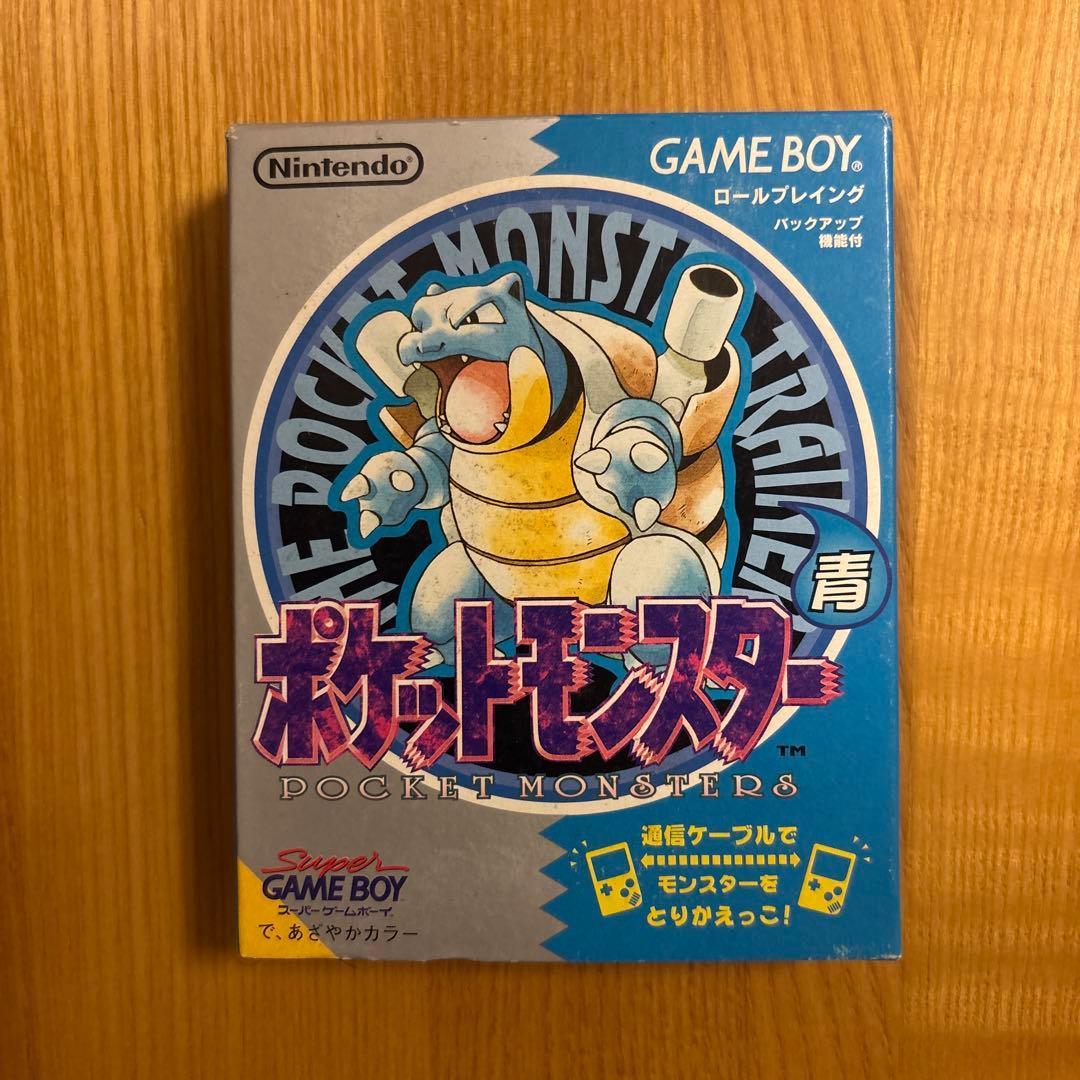 Nintendo®
GAME BOY®
ロールプレイング
バックアップ
機能付
THE POCKET MONSTER TRAINER
青
ポケットモンスター
TM
POCKET MONSTERS
Super
GAME BOY
スーパーゲームボーイ
で、あざやかカラー
通信ケーブルで
モンスターを
とりかえっこ!